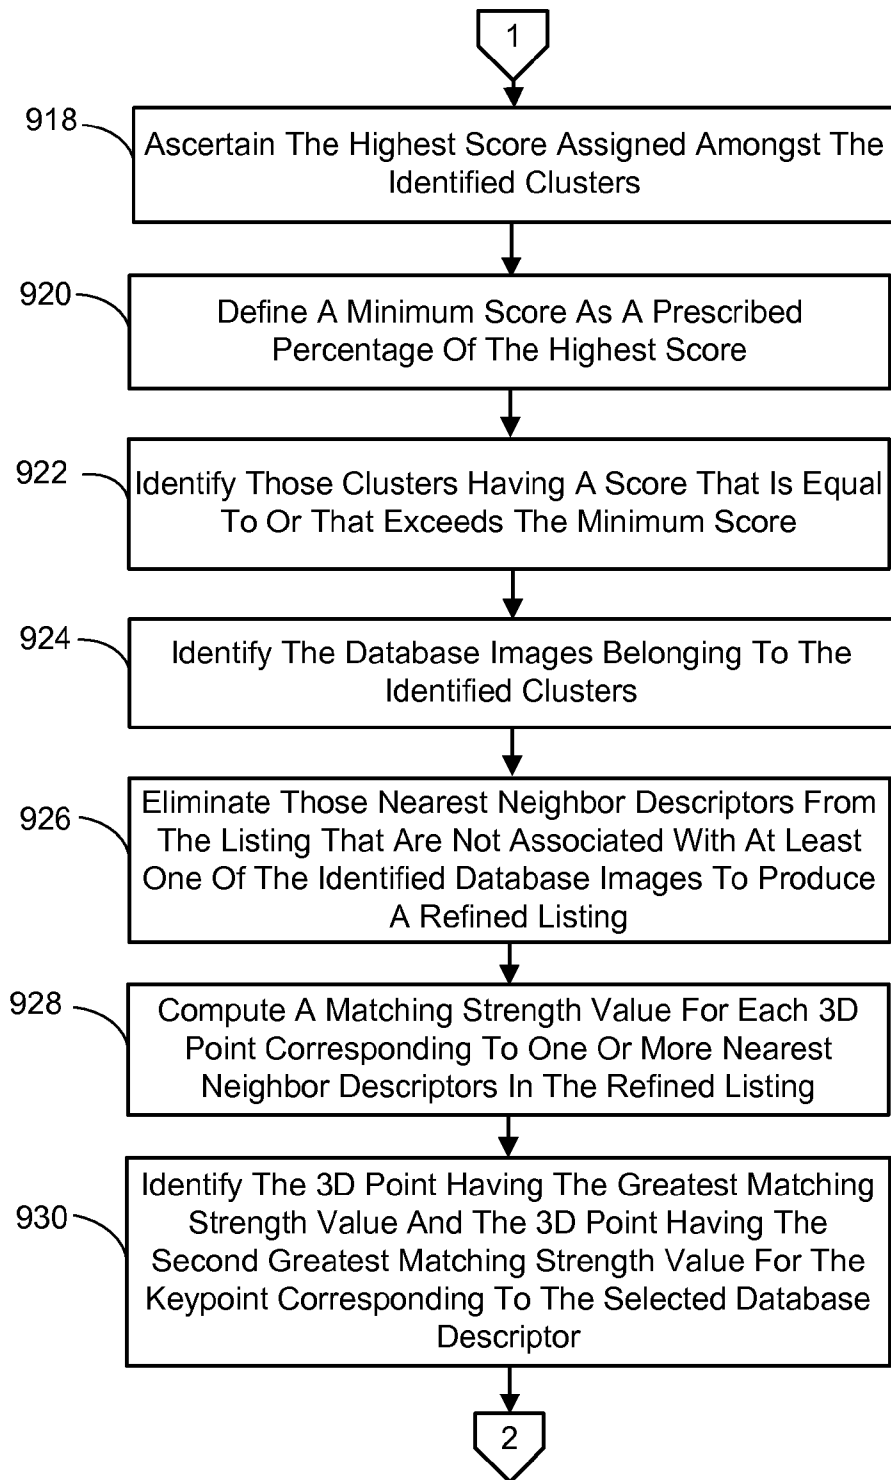 1
918
Ascertain The Highest Score Assigned Amongst The
Identified Clusters
920
Define A Minimum Score As A Prescribed
Percentage Of The Highest Score
922
Identify Those Clusters Having A Score That Is Equal
To Or That Exceeds The Minimum Score
924
Identify The Database Images Belonging To The
Identified Clusters
926
Eliminate Those Nearest Neighbor Descriptors From
The Listing That Are Not Associated With At Least
One Of The Identified Database Images To Produce
A Refined Listing
928
Compute A Matching Strength Value For Each 3D
Point Corresponding To One Or More Nearest
Neighbor Descriptors In The Refined Listing
930
Identify The 3D Point Having The Greatest Matching
Strength Value And The 3D Point Having The
Second Greatest Matching Strength Value For The
Keypoint Corresponding To The Selected Database
Descriptor
2